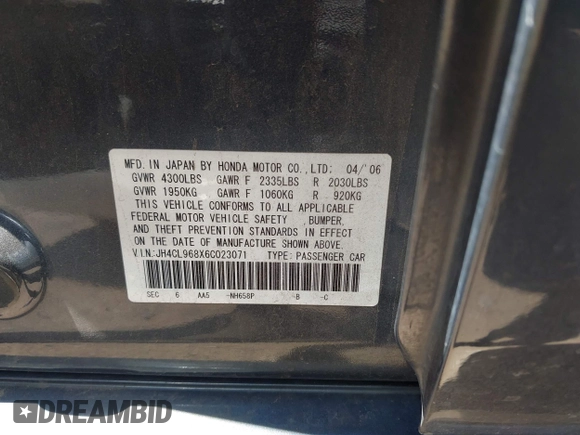 MFD. IN JAPAN BY HONDA MOTOR CO., LTD: 04/'06
GVWR 4300LBS GAWR F 2335LBS R 2030LBS
GVWR 1950KG GAWR F 1060KG R 920KG
THIS VEHICLE CONFORMS TO ALL APPLICABLE
FEDERAL MOTOR VEHICLE SAFETY ,BUMPER,
AND THEFT PREVENTION STANDARDS IN EFFECT
ON THE DATE OF MANUFACTURE SHOWN ABOVE.
V.I.N.:JH4CL968X6C023071 TYPE: PASSENGER CAR
SEC 6 AA5 -NH658P -B -C
DREAMBID